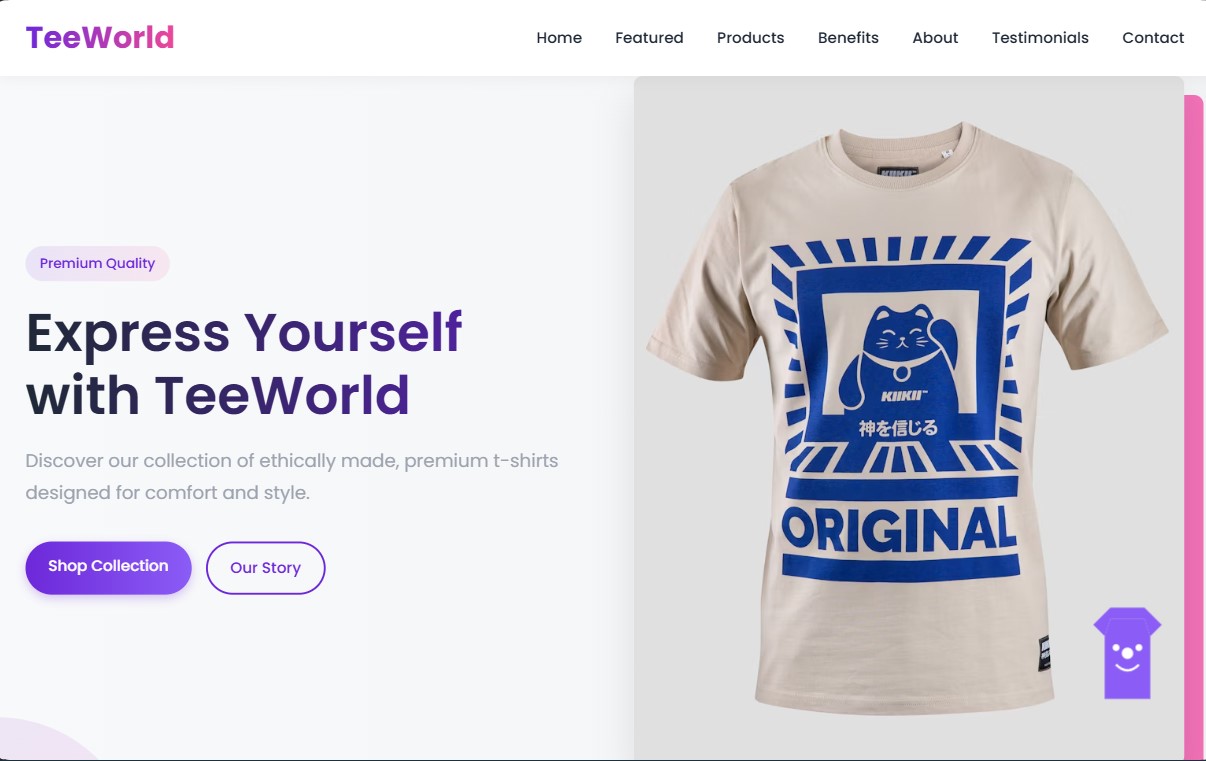 TeeWorld
Home Featured Products Benefits About Testimonials Contact
Premium Quality
Express Yourself
with TeeWorld
Discover our collection of ethically made, premium t-shirts
designed for comfort and style.
Shop Collection Our Story
KIIKII™
KIIKII™
神を信じる
ORIGINAL